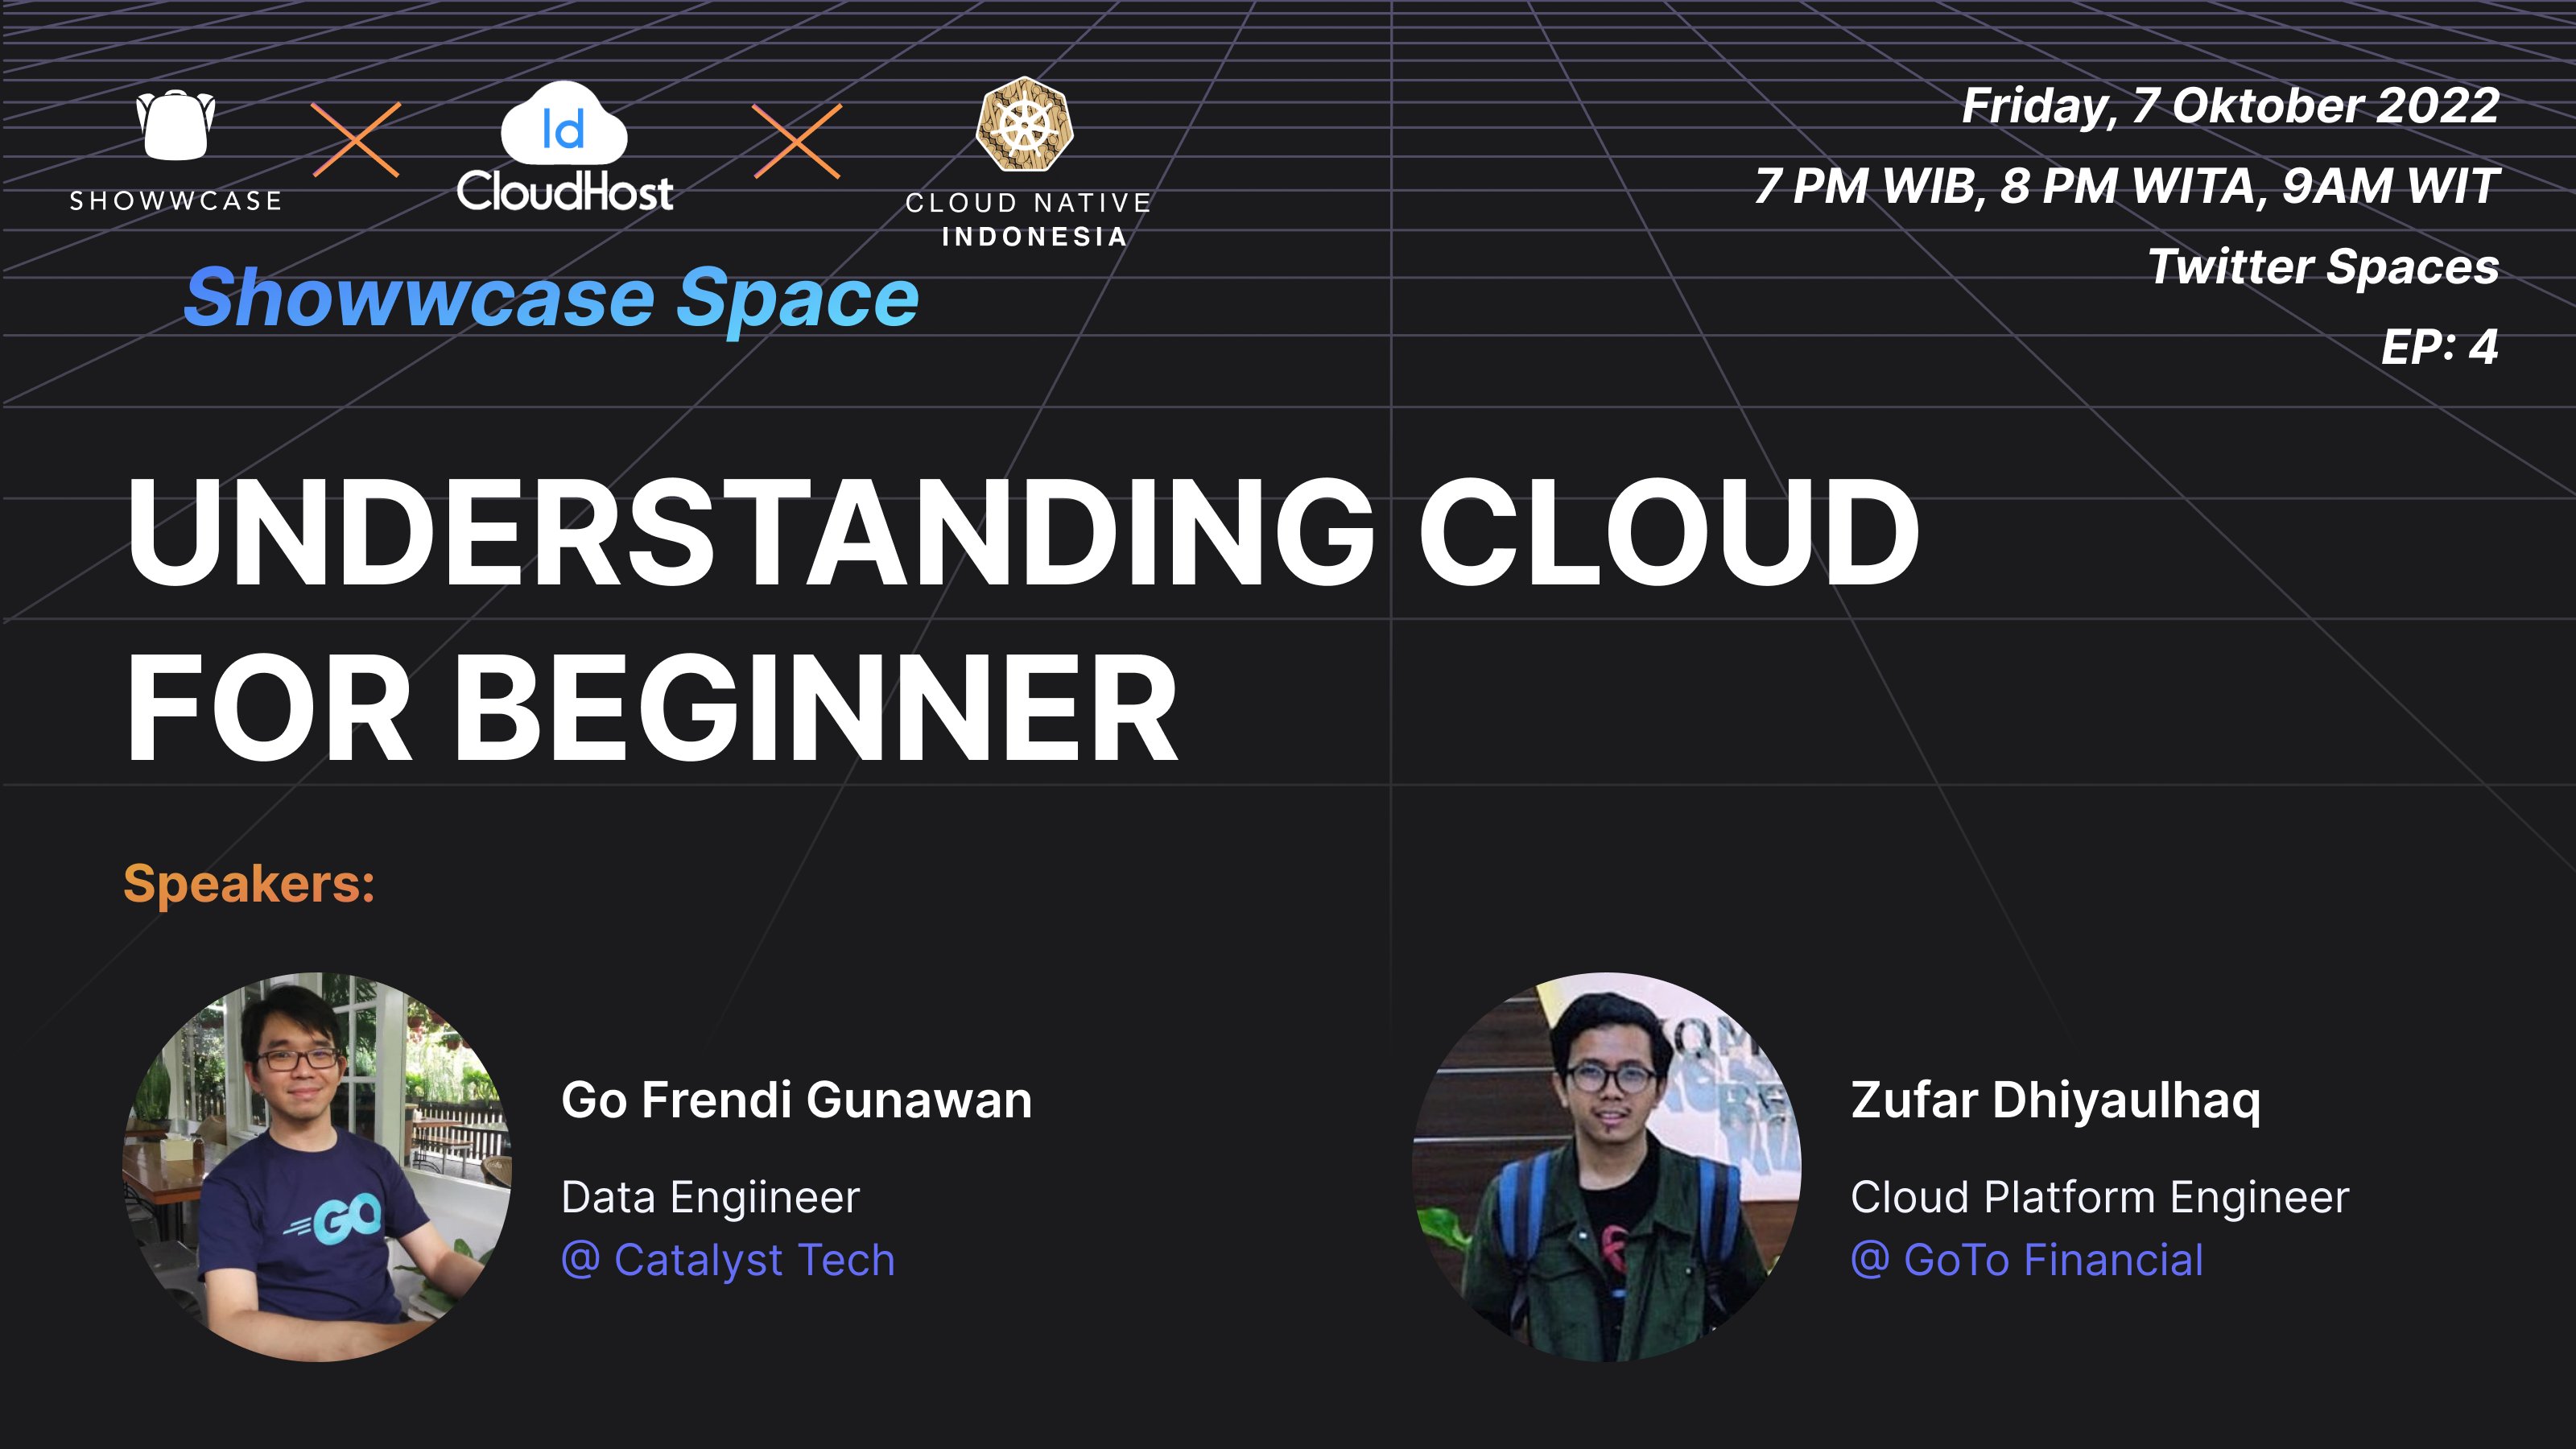 SHOWWCASE
Id
CloudHost
CLOUD NATIVE
INDONESIA
Showwcase Space
Friday, 7 Oktober 2022
7 PM WIB, 8 PM WITA, 9AM WIT
Twitter Spaces
EP: 4
UNDERSTANDING CLOUD
FOR BEGINNER
Speakers:
GO
Go Frendi Gunawan
Data Engiineer
@ Catalyst Tech
Zufar Dhiyaulhaq
Cloud Platform Engineer
@ GoTo Financial